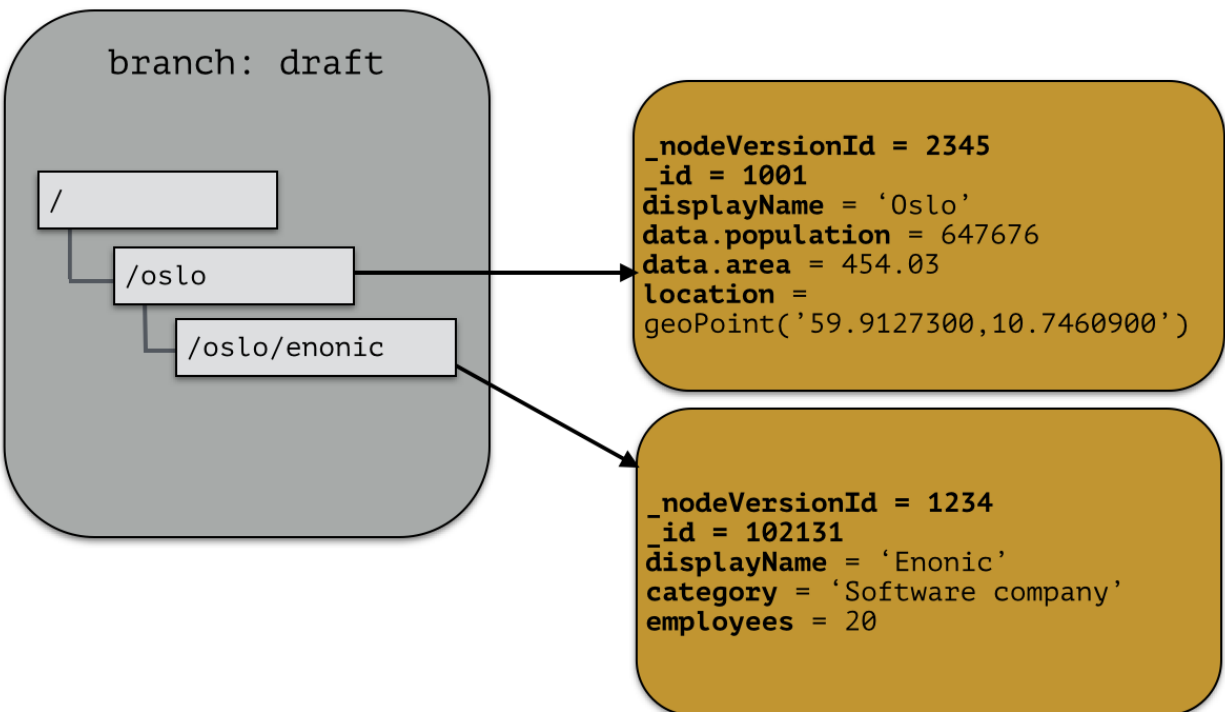 branch: draft
/
/oslo
/oslo/enonic
_nodeVersionId = 2345
_id = 1001
displayName = ‘Oslo’
data.population = 647676
data.area = 454.03
location =
geoPoint(’59.9127300,10.7460900’)
_nodeVersionId = 1234
_id = 102131
displayName = ‘Enonic’
category = ‘Software company’
employees = 20